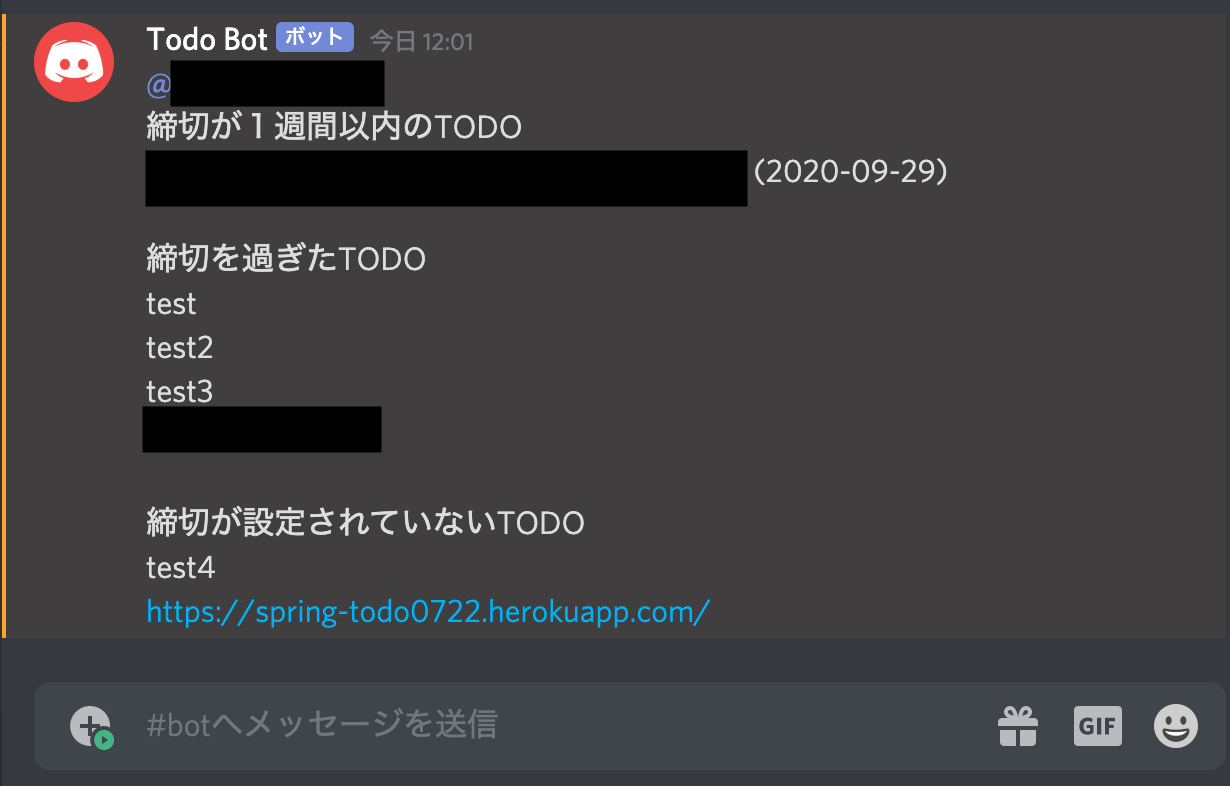 Todo Bot ボット 今日 12:01
@
締切が１週間以内のTODO
(2020-09-29)
締切を過ぎたTODO
test
test2
test3
締切が設定されていないTODO
test4
https://spring-todo0722.herokuapp.com/
#botへメッセージを送信
GIF